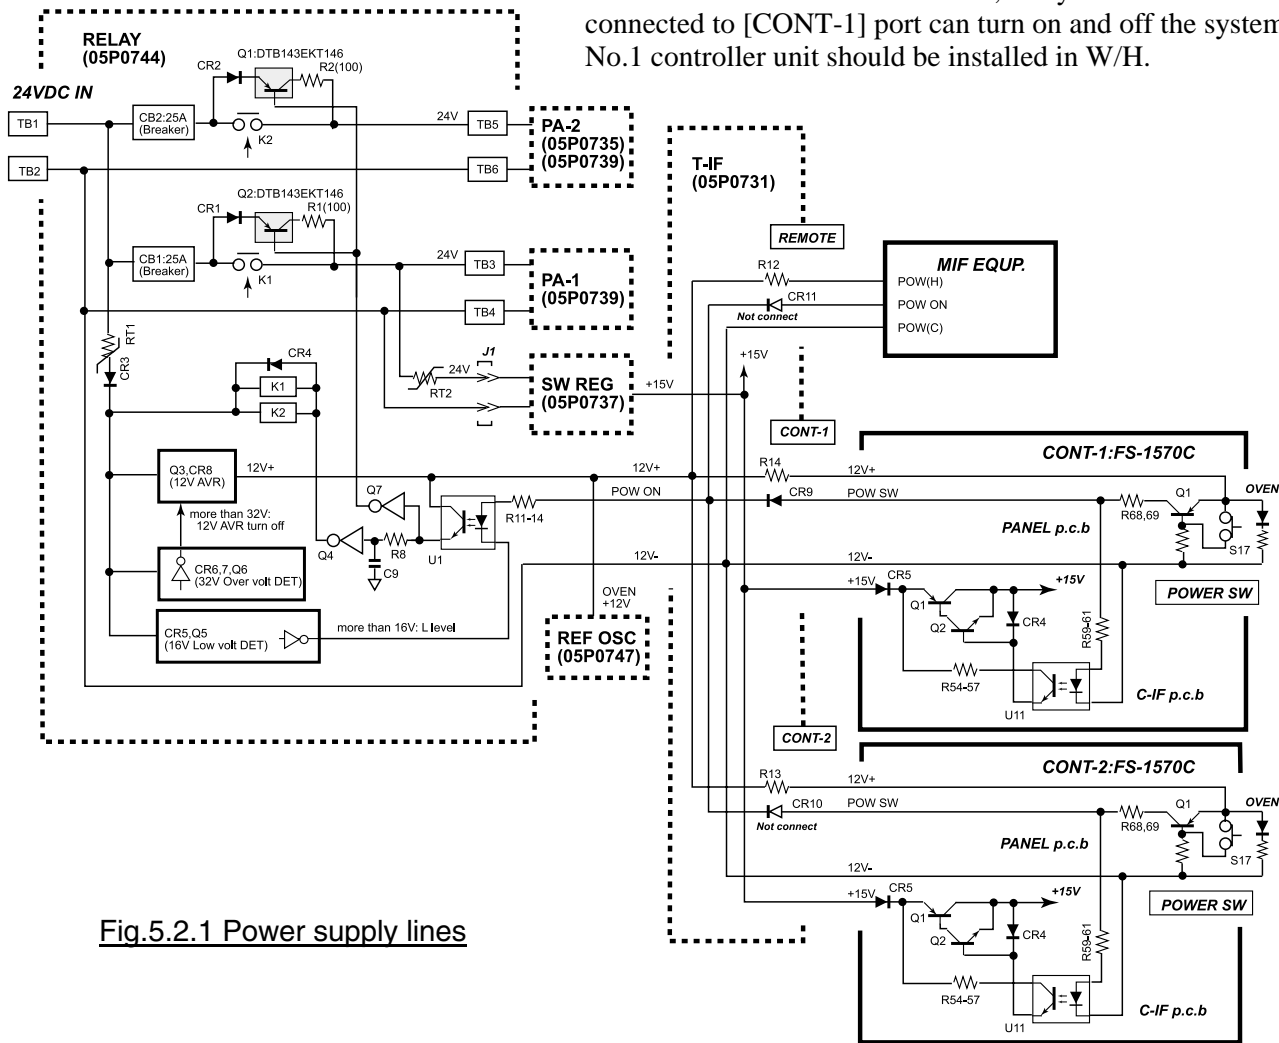 connected to [CONT-1] port can turn on and off the system
No.1 controller unit should be installed in W/H.
RELAY
(05P0744)
24VDC IN
TB1
TB2
CB2:25A
(Breaker)
CR2
Q1:DTB143EKT146
R2(100)
K2
24V
TB5
TB6
PA-2
(05P0735)
(05P0739)
Q2:DTB143EKT146
CR1
R1(100)
CB1:25A
(Breaker)
K1
24V
TB3
TB4
PA-1
(05P0739)
RT1
CR3
CR4
K1
K2
RT2
24V
J1
SW REG
(05P0737)
+15V
Q3,CR8
(12V AVR)
12V+
more than 32V:
12V AVR turn off
CR6,7,Q6
(32V Over volt DET)
CR5,Q5
(16V Low volt DET)
more than 16V: L level
Q7
Q4
R8
C9
U1
R11-14
12V+
POW ON
12V-
OVEN
+12V
REF OSC
(05P0747)
T-IF
(05P0731)
REMOTE
R12
CR11
Not connect
MIF EQUP.
POW(H)
POW ON
POW(C)
+15V
CONT-1
CONT-1:FS-1570C
R14
12V+
CR9
POW SW
R68,69
Q1
OVEN
S17
PANEL p.c.b
12V-
POWER SW
+15V
CR5
+15V
Q1
Q2
CR4
R59-61
R54-57
U11
C-IF p.c.b
CONT-2
CONT-2:FS-1570C
R13
12V+
CR10
Not connect
POW SW
R68,69
Q1
OVEN
S17
PANEL p.c.b
12V-
POWER SW
+15V
CR5
+15V
Q1
Q2
CR4
R59-61
R54-57
U11
C-IF p.c.b
Fig.5.2.1 Power supply lines